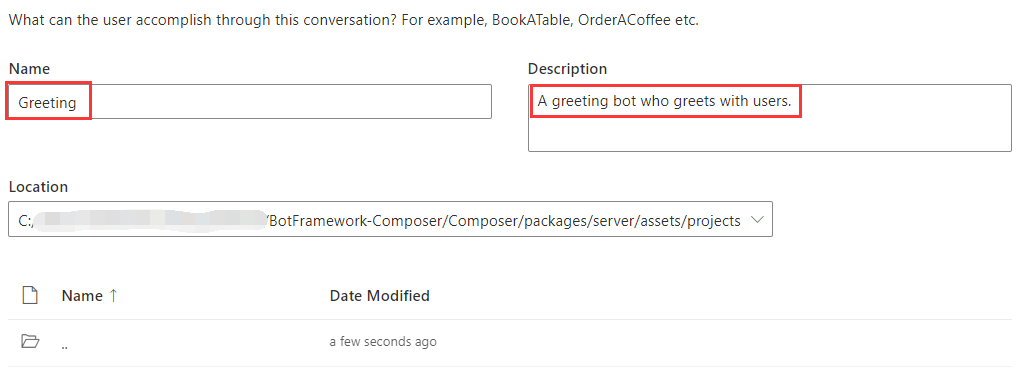 What can the user accomplish through this conversation? For example, BookATable, OrderACoffee etc.
Name
Description
Greeting
A greeting bot who greets with users.
Location
C:/ /BotFramework-Composer/Composer/packages/server/assets/projects
Name ↑
Date Modified
..
a few seconds ago